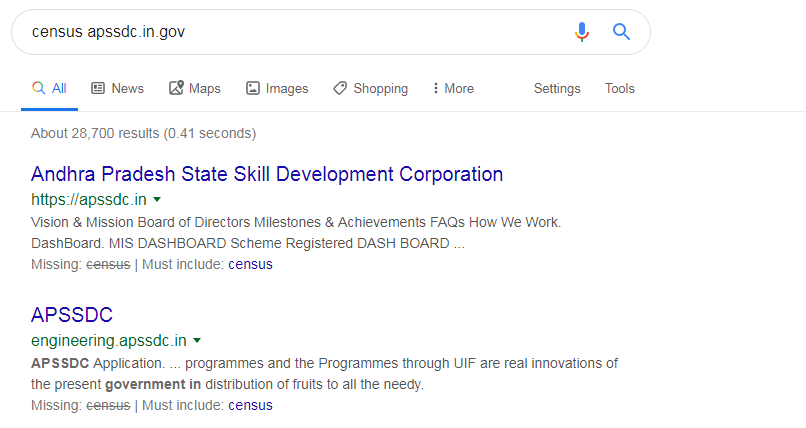 census apssdc.in.gov
All News Maps Images Shopping More Settings Tools
About 28,700 results (0.41 seconds)
Andhra Pradesh State Skill Development Corporation
https://apssdc.in
Vision & Mission Board of Directors Milestones & Achievements FAQs How We Work.
DashBoard. MIS DASHBOARD Scheme Registered DASH BOARD ...
Missing: census | Must include: census
APSSDC
engineering.apssdc.in
APSSDC Application. ... programmes and the Programmes through UIF are real innovations of
the present government in distribution of fruits to all the needy.
Missing: census | Must include: census